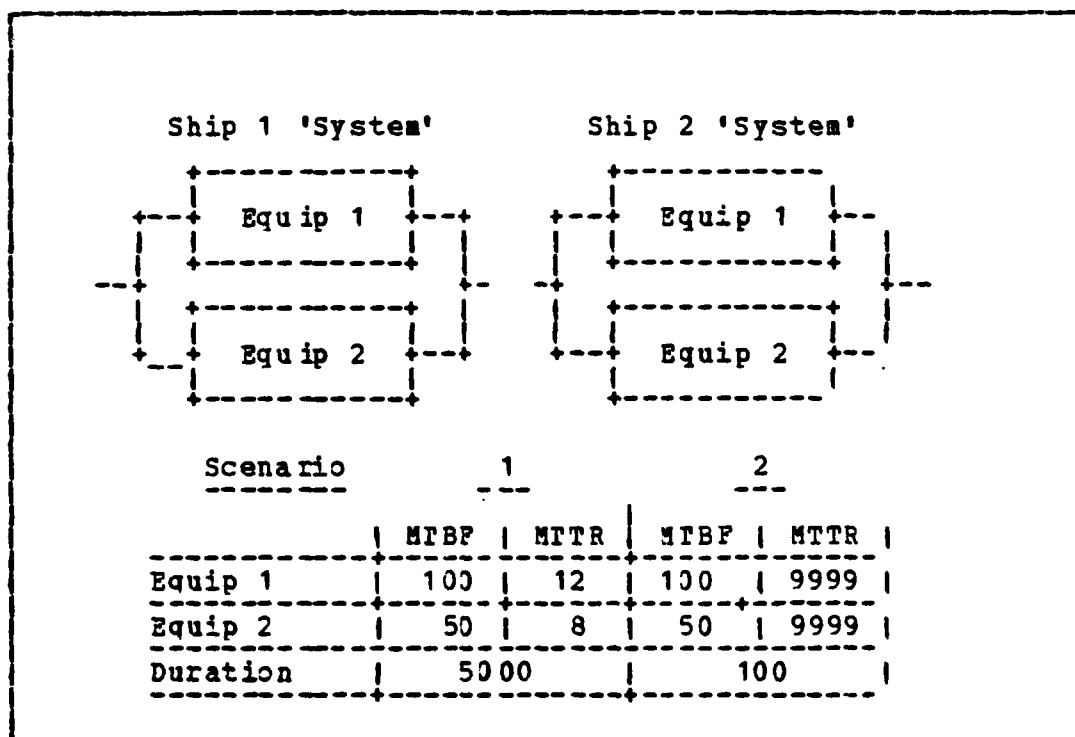 Ship 1 'System' Ship 2 'System'
Equip 1 Equip 1
Equip 2 Equip 2
Scenario 1 2
MTBF | MTTR | MTBF | MTTR
Equip 1 | 100 | 12 | 100 | 9999
Equip 2 | 50 | 8 | 50 | 9999
Duration | 5000 | 100